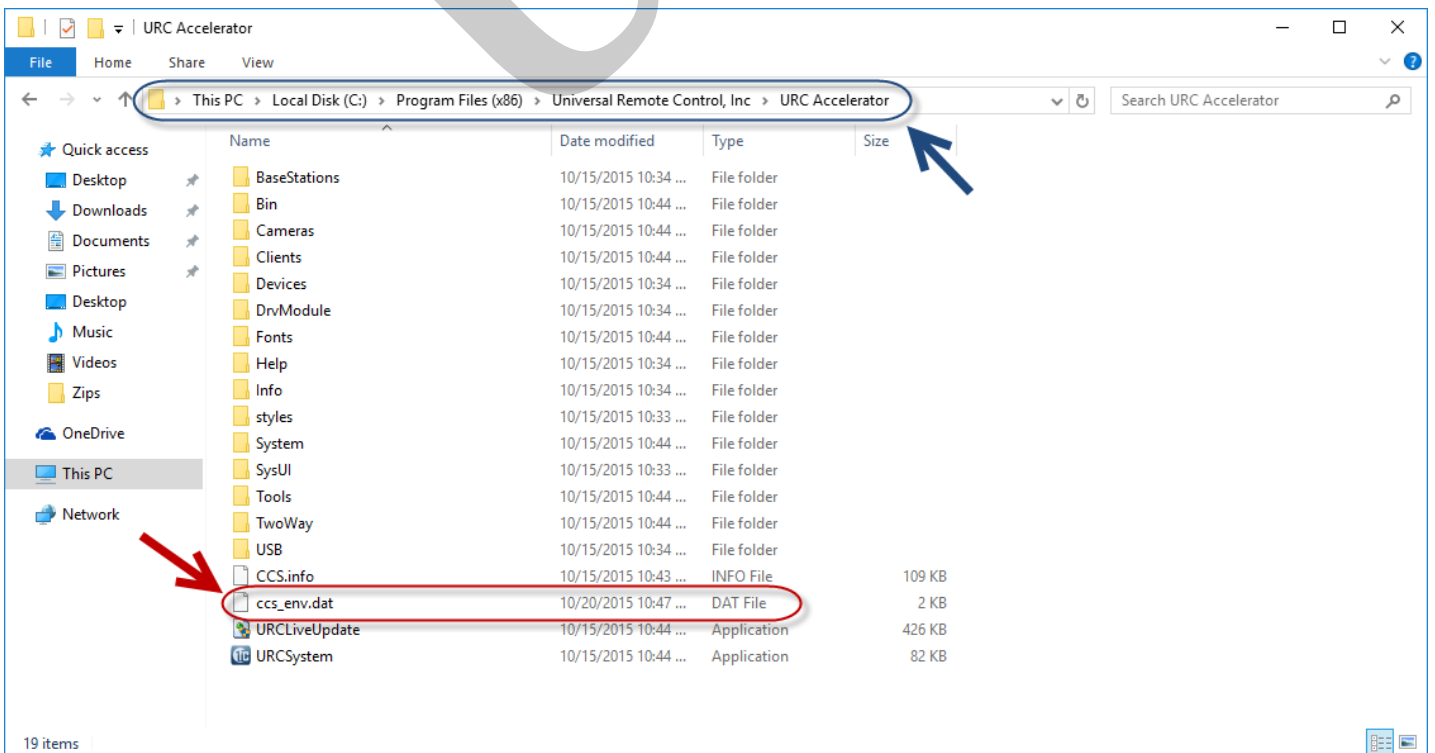 URC Accelerator
File Home Share View
This PC > Local Disk (C:) > Program Files (x86) > Universal Remote Control, Inc > URC Accelerator
Search URC Accelerator
Name Date modified Type Size
Quick access
Desktop
Downloads
Documents
Pictures
Desktop
Music
Videos
Zips
OneDrive
This PC
Network
BaseStations 10/15/2015 10:34 ... File folder
Bin 10/15/2015 10:44 ... File folder
Cameras 10/15/2015 10:44 ... File folder
Clients 10/15/2015 10:44 ... File folder
Devices 10/15/2015 10:34 ... File folder
DrvModule 10/15/2015 10:34 ... File folder
Fonts 10/15/2015 10:44 ... File folder
Help 10/15/2015 10:34 ... File folder
Info 10/15/2015 10:34 ... File folder
styles 10/15/2015 10:33 ... File folder
System 10/15/2015 10:44 ... File folder
SysUI 10/15/2015 10:33 ... File folder
Tools 10/15/2015 10:44 ... File folder
TwoWay 10/15/2015 10:44 ... File folder
USB 10/15/2015 10:34 ... File folder
CCS.info 10/15/2015 10:43 ... INFO File 109 KB
ccs_env.dat 10/20/2015 10:47 ... DAT File 2 KB
URCLiveUpdate 10/15/2015 10:44 ... Application 426 KB
URCSystem 10/15/2015 10:44 ... Application 82 KB
19 items